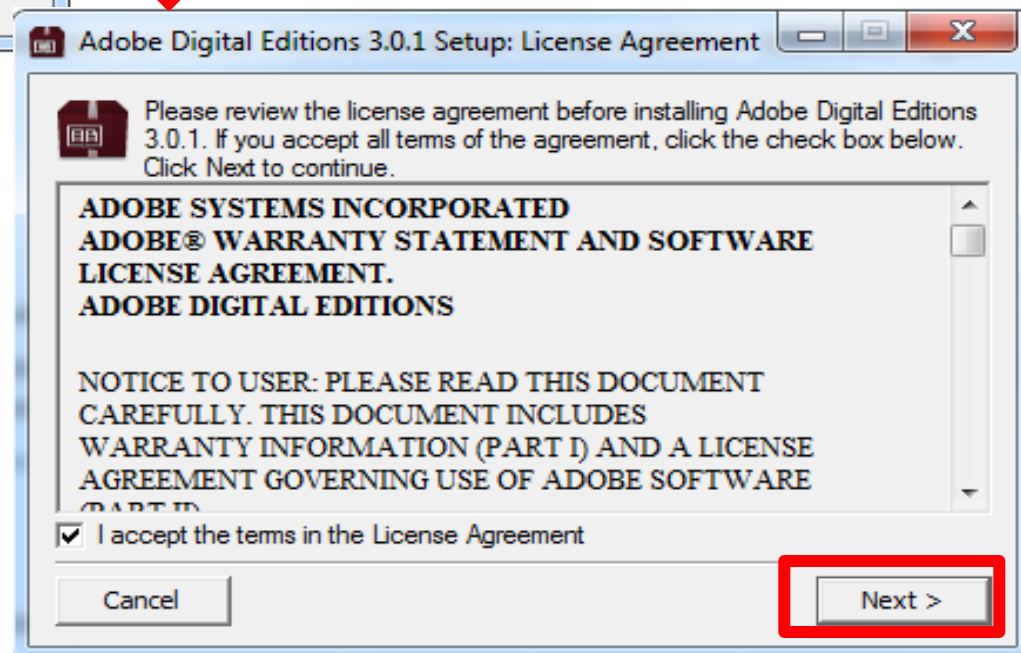 Adobe Digital Editions 3.0.1 Setup: License Agreement
Please review the license agreement before installing Adobe Digital Editions
3.0.1. If you accept all terms of the agreement, click the check box below.
Click Next to continue.
ADOBE SYSTEMS INCORPORATED
ADOBE® WARRANTY STATEMENT AND SOFTWARE
LICENSE AGREEMENT.
ADOBE DIGITAL EDITIONS
NOTICE TO USER: PLEASE READ THIS DOCUMENT
CAREFULLY. THIS DOCUMENT INCLUDES
WARRANTY INFORMATION (PART I) AND A LICENSE
AGREEMENT GOVERNING USE OF ADOBE SOFTWARE
(PART II)
I accept the terms in the License Agreement
Cancel
Next >